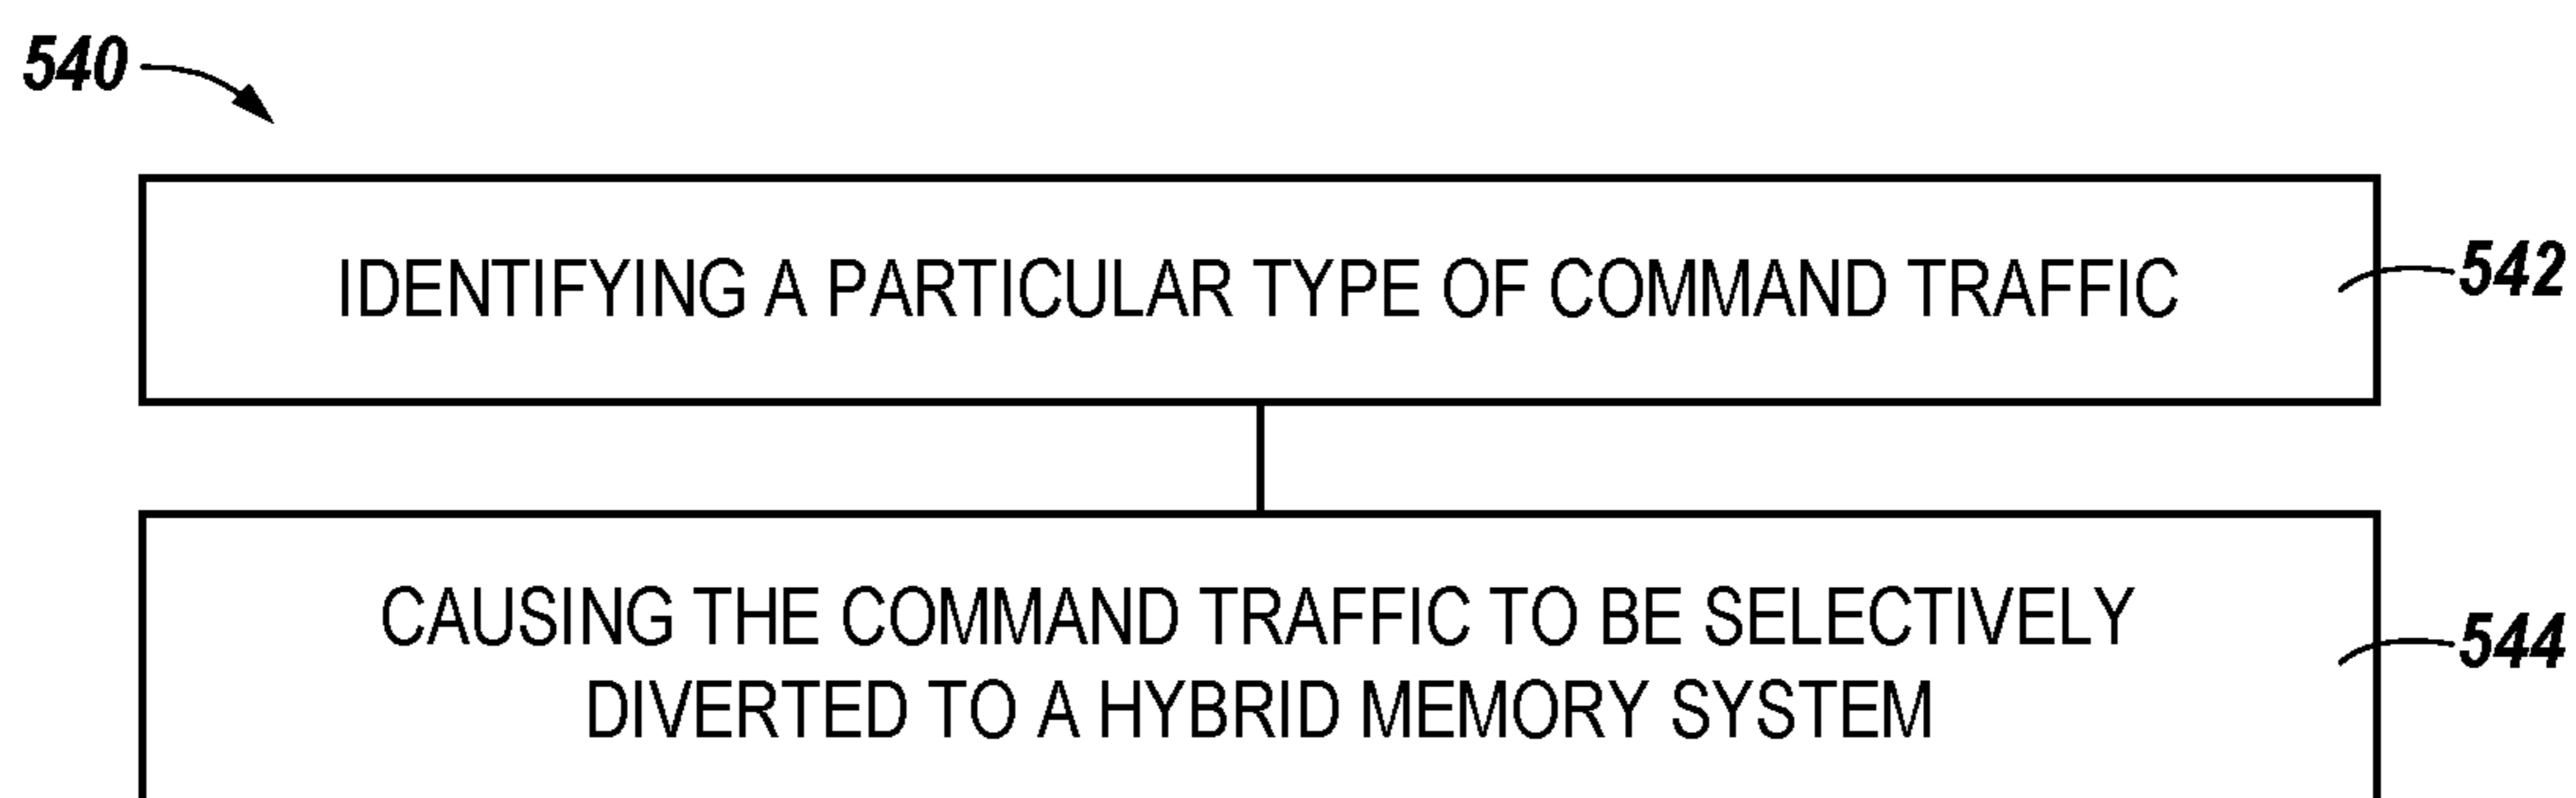 540
IDENTIFYING A PARTICULAR TYPE OF COMMAND TRAFFIC
542
CAUSING THE COMMAND TRAFFIC TO BE SELECTIVELY
DIVERTED TO A HYBRID MEMORY SYSTEM
544